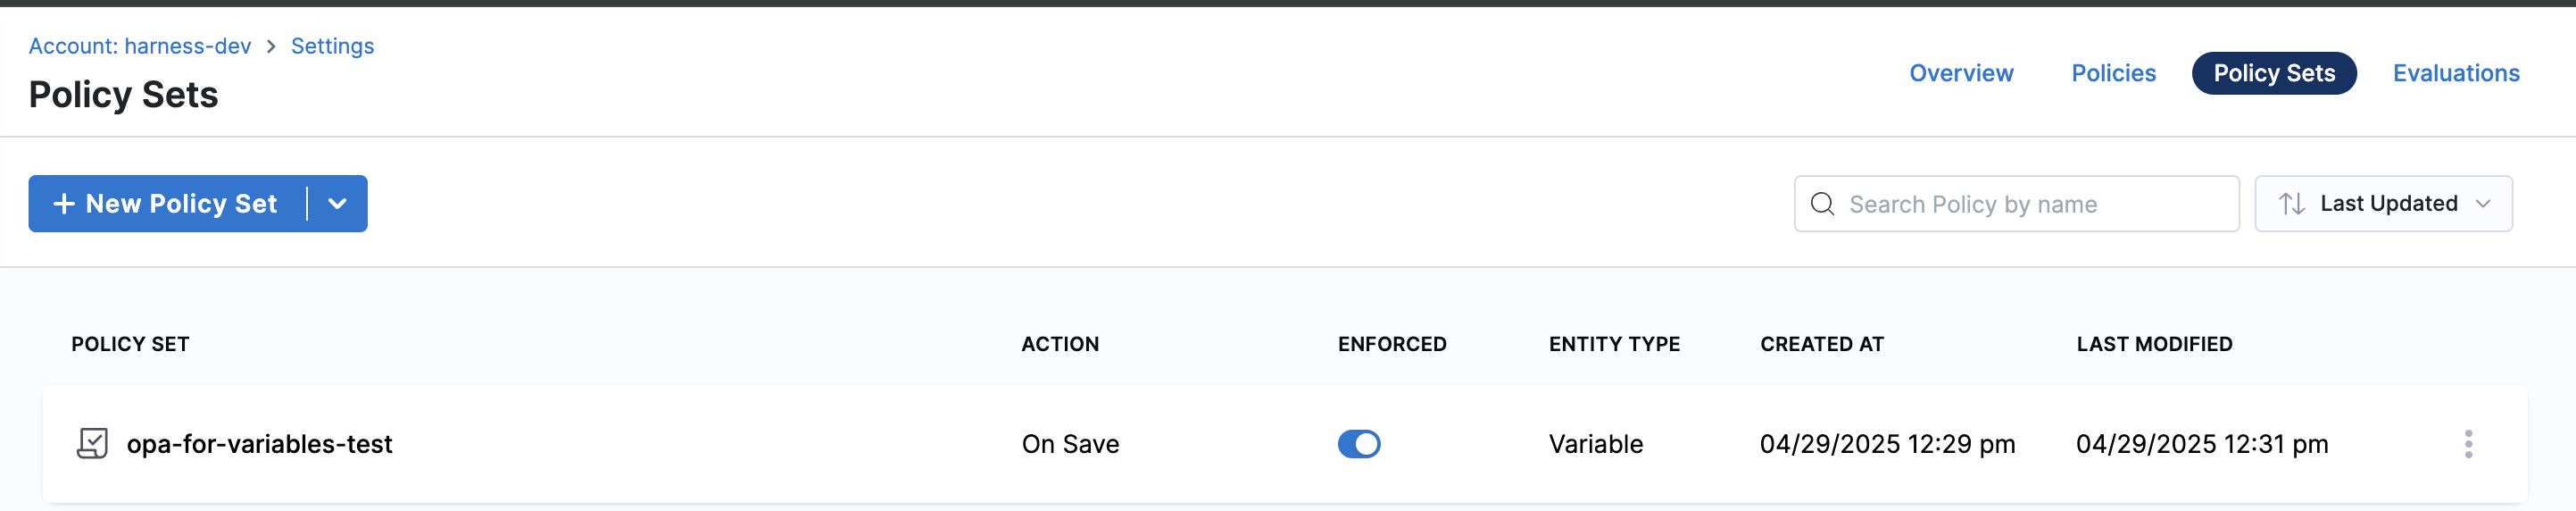 Account: harness-dev > Settings
Policy Sets
Overview Policies Policy Sets Evaluations
+ New Policy Set
Search Policy by name
Last Updated
POLICY SET ACTION ENFORCED ENTITY TYPE CREATED AT LAST MODIFIED
opa-for-variables-test On Save Variable 04/29/2025 12:29 pm 04/29/2025 12:31 pm